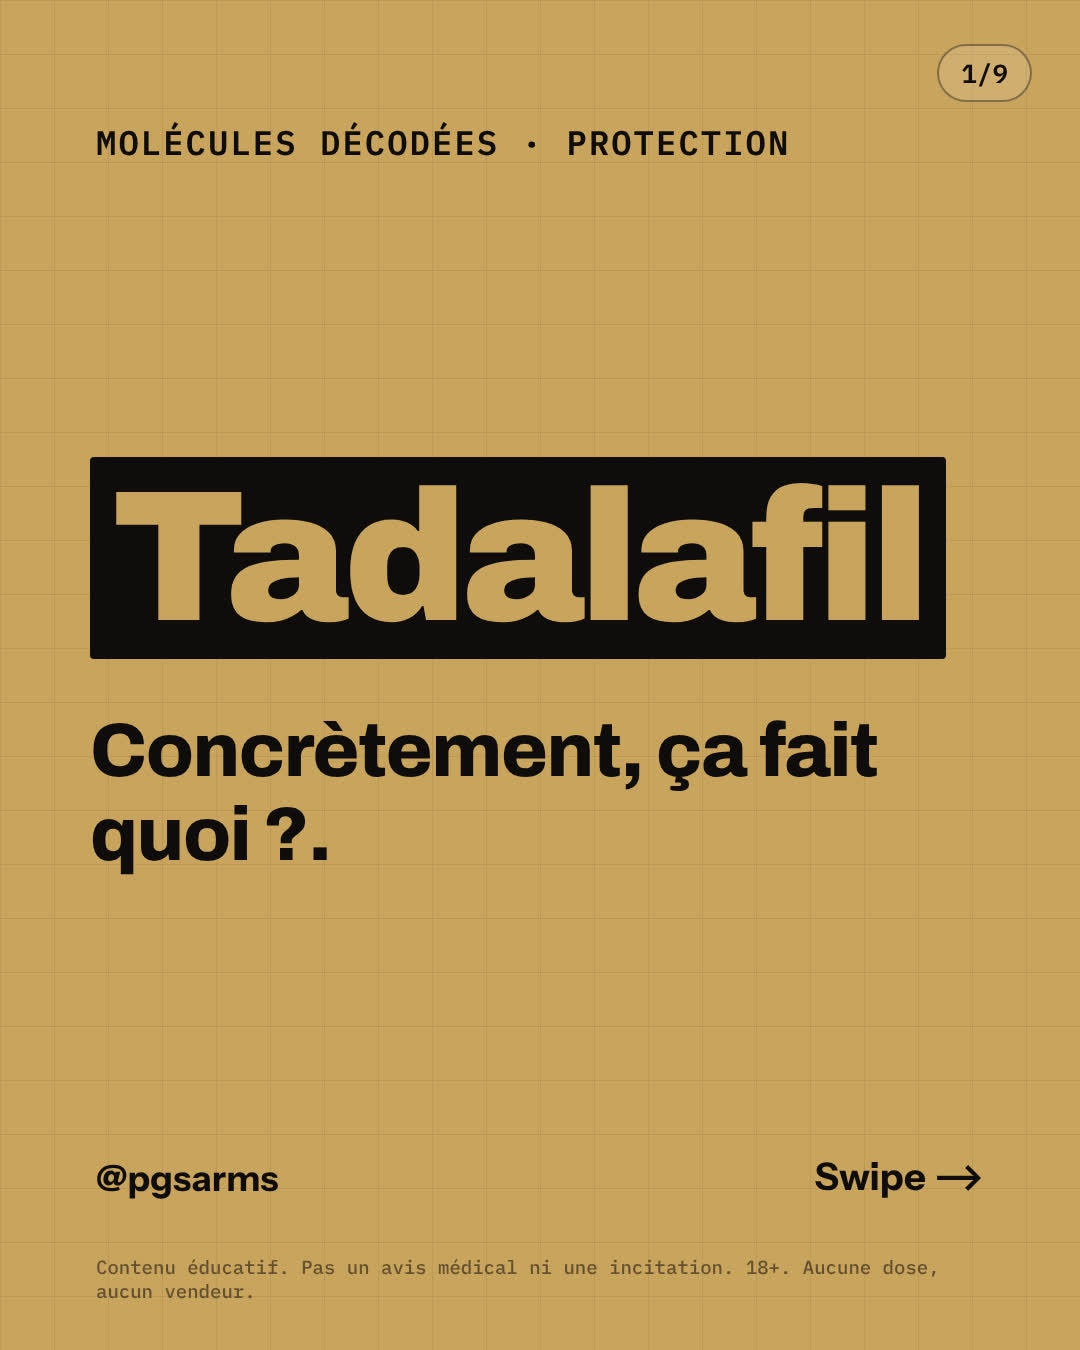 1/9
MOLÉCULES DÉCODÉES · PROTECTION
Tadalafil
Concrètement, ça fait
quoi ?.
@pgsarms
Swipe →
Contenu éducatif. Pas un avis médical ni une incitation. 18+. Aucune dose,
aucun vendeur.